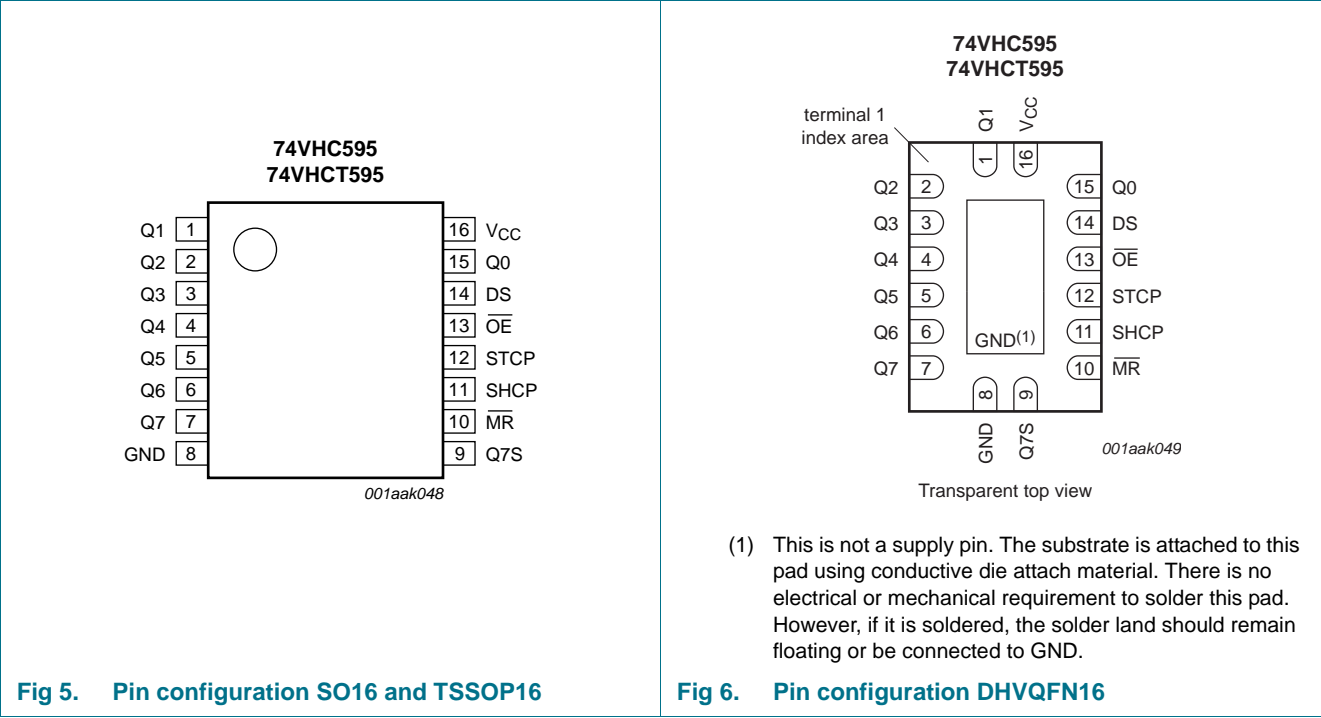 74VHC595
74VHCT595
Q1 1
Q2 2
Q3 3
Q4 4
Q5 5
Q6 6
Q7 7
GND 8
16 VCC
15 Q0
14 DS
13 OE
12 STCP
11 SHCP
10 MR
9 Q7S
001aak048
Fig 5. Pin configuration SO16 and TSSOP16
74VHC595
74VHCT595
terminal 1
index area
Q1
VCC
1
16
Q2 2
Q3 3
Q4 4
Q5 5
Q6 6
Q7 7
15 Q0
14 DS
13 OE
12 STCP
11 SHCP
10 MR
GND(1)
8
9
GND
Q7S
001aak049
Transparent top view
(1) This is not a supply pin. The substrate is attached to this
pad using conductive die attach material. There is no
electrical or mechanical requirement to solder this pad.
However, if it is soldered, the solder land should remain
floating or be connected to GND.
Fig 6. Pin configuration DHVQFN16